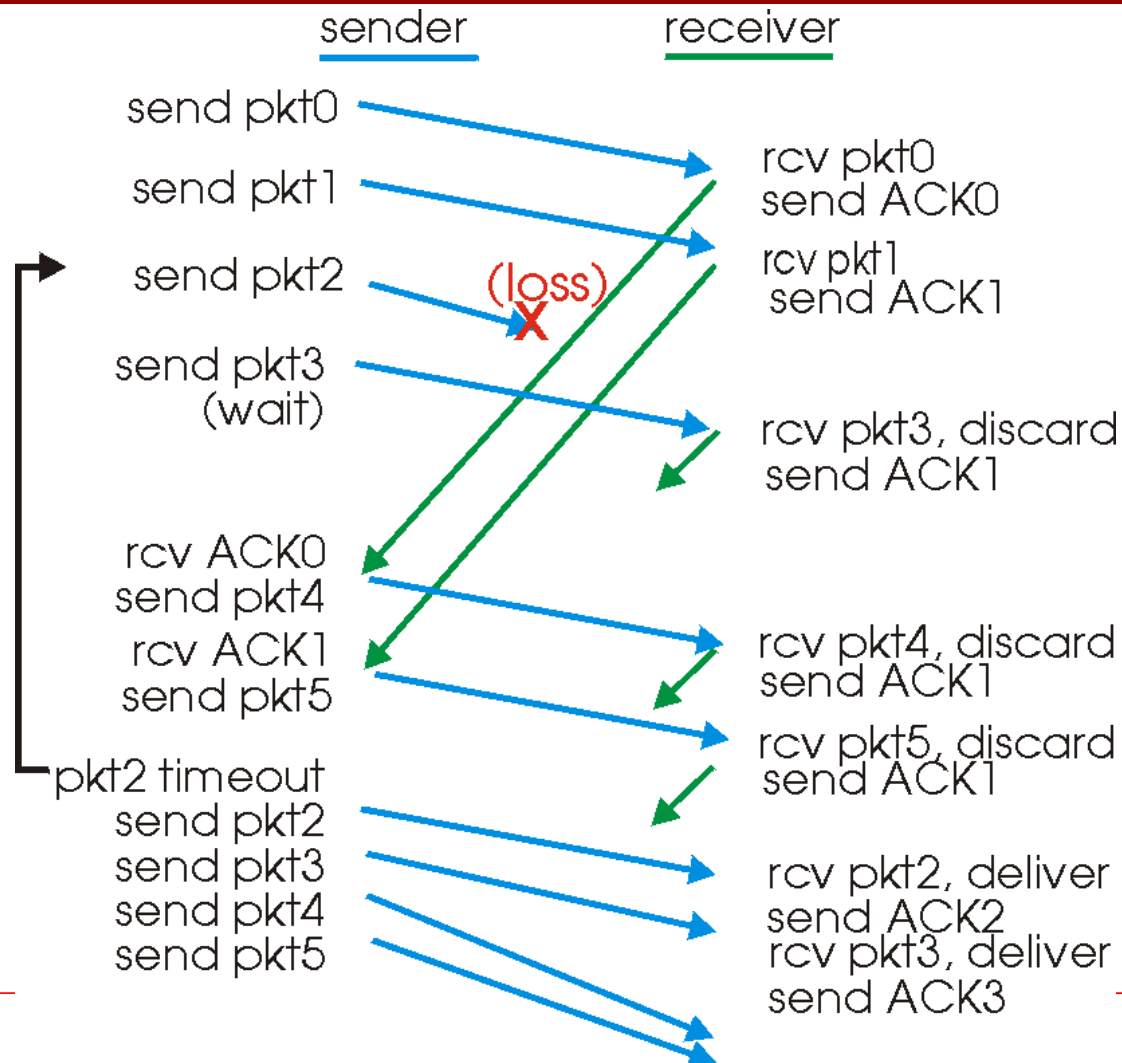 sender
receiver
send pkt0
send pkt1
send pkt2
send pkt3
(wait)
rcv ACK0
send pkt4
rcv ACK1
send pkt5
pkt2 timeout
send pkt2
send pkt3
send pkt4
send pkt5
(loss)
X
rcv pkt0
send ACK0
rcv pkt1
send ACK1
rcv pkt3, discard
send ACK1
rcv pkt4, discard
send ACK1
rcv pkt5, discard
send ACK1
rcv pkt2, deliver
send ACK2
rcv pkt3, deliver
send ACK3